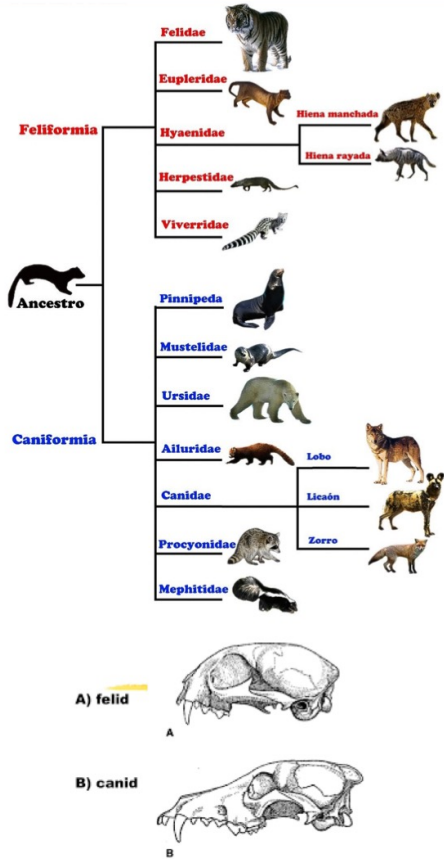 Felidae
Eupleridae
Hiena manchada
Feliformia
Hyaenidae
Hiena rayada
Herpestidae
Viverridae
Ancestro
Pinnipeda
Mustelidae
Ursidae
Caniformia
Ailuridae
Lobo
Canidae
Licaón
Zorro
Procyonidae
Mephitidae
A) felid
A
B) canid
B